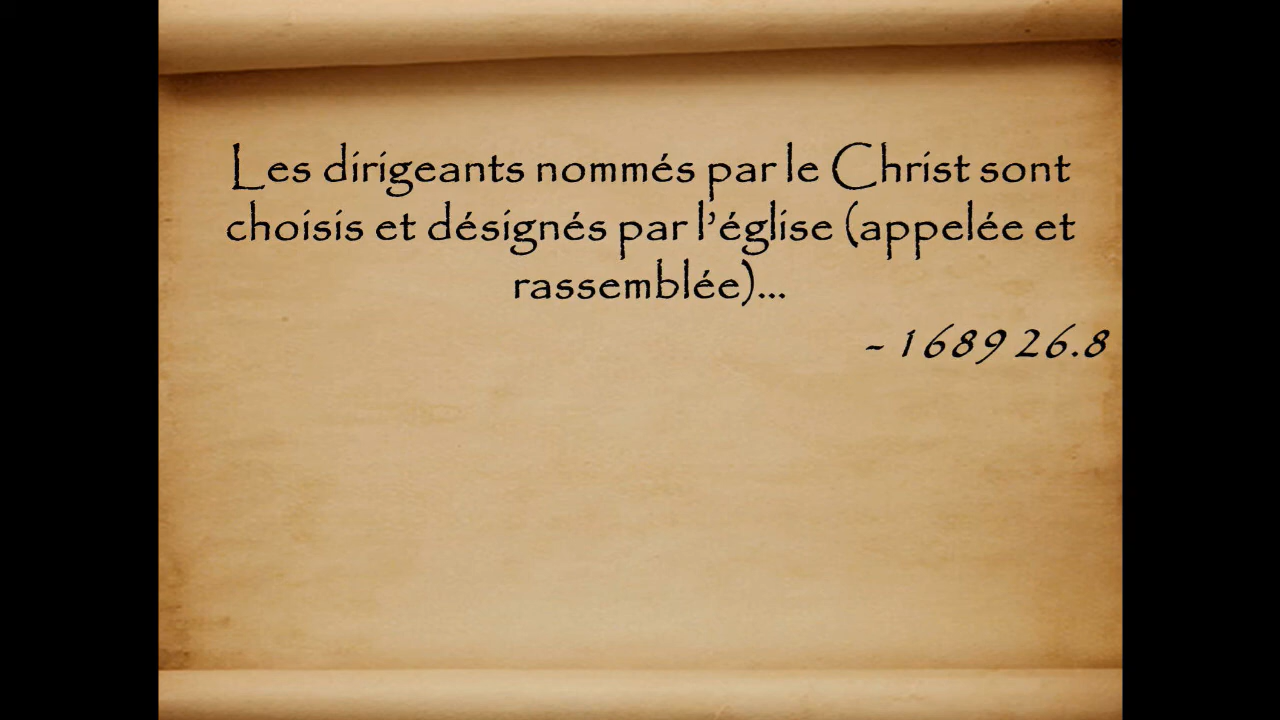 Les dirigeants nommés par le Christ sont
choisis et désignés par l’église (appelée et
rassemblée)…
- 1689 26.8